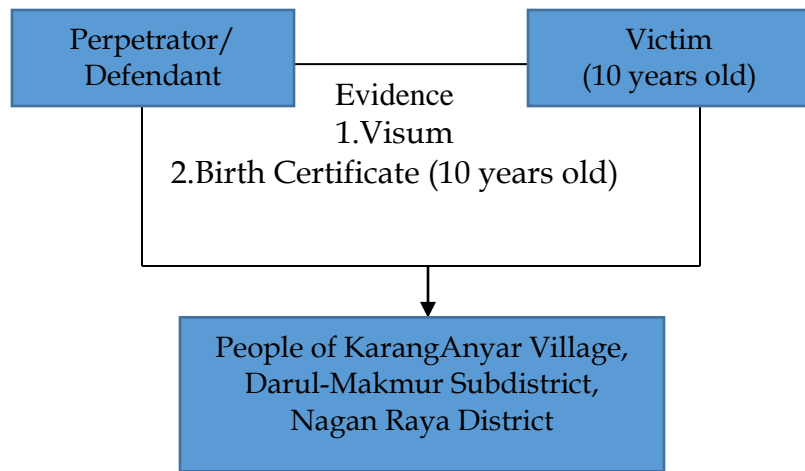 Perpetrator/
Defendant
Victim
(10 years old)
Evidence
1.Visum
2.Birth Certificate (10 years old)
People of KarangAnyar Village,
Darul-Makmur Subdistrict,
Nagan Raya District